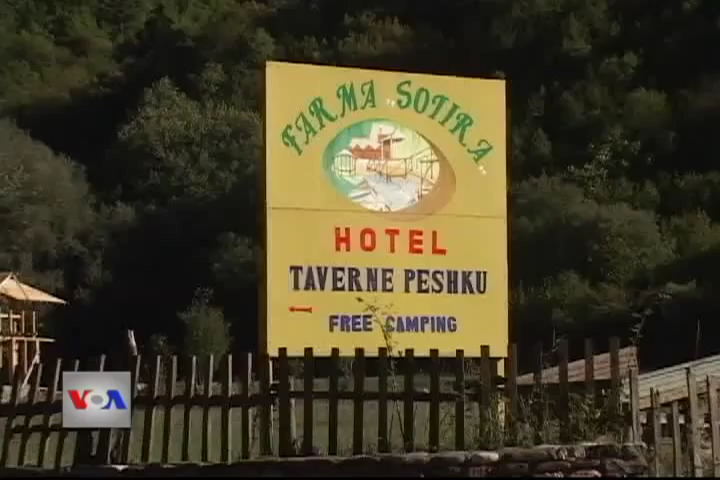 FARMA SOTIRA
HOTEL
TAVERNE PESHKU
FREE CAMPING
VOA